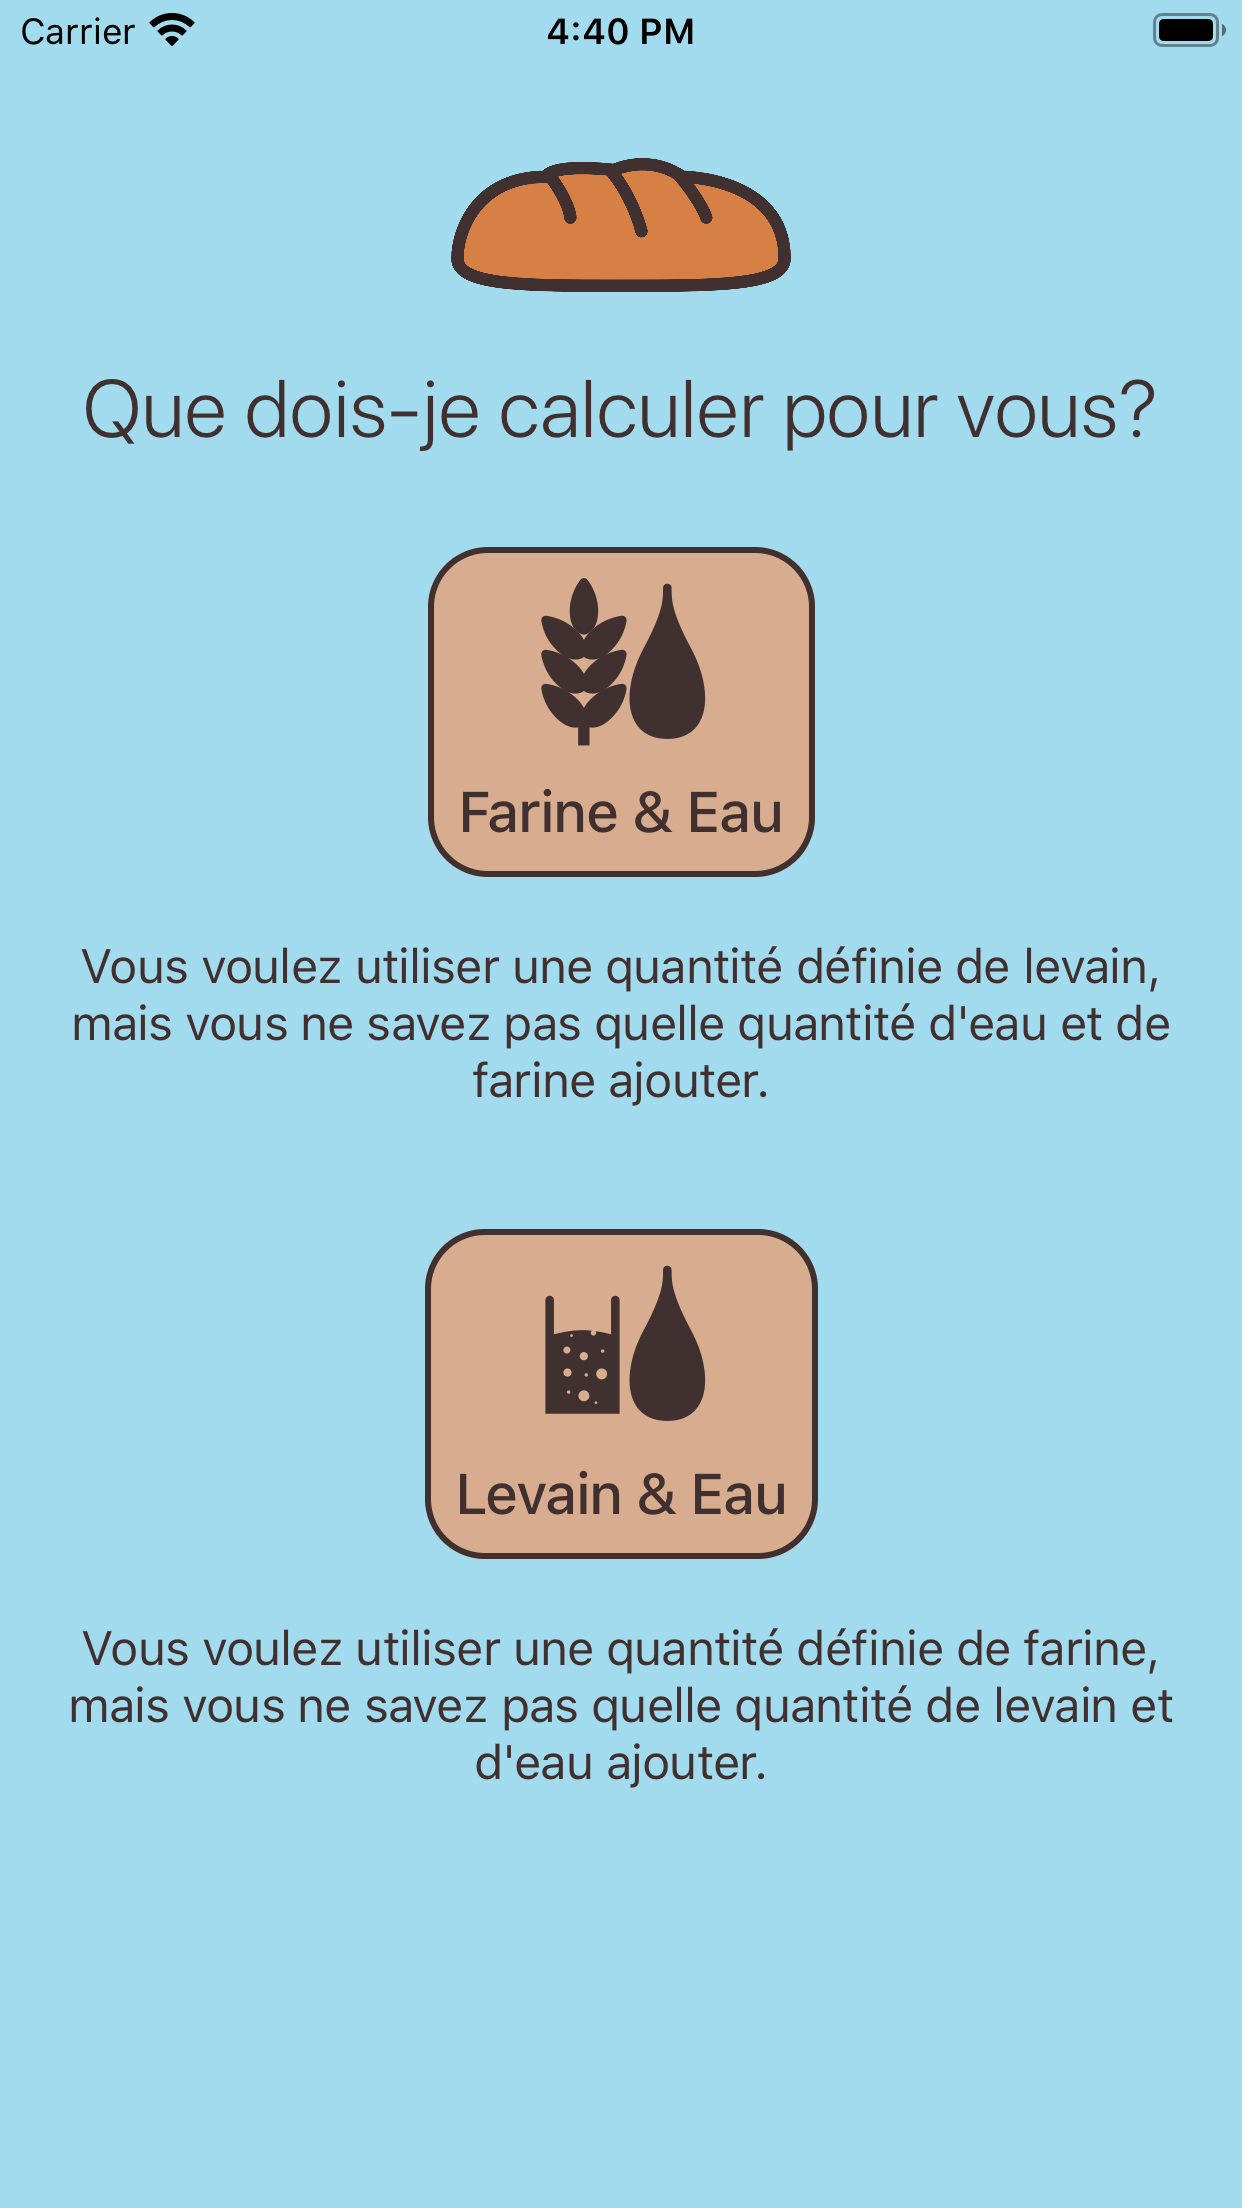 Carrier 4:40 PM
Que dois-je calculer pour vous?
Farine & Eau
Vous voulez utiliser une quantité définie de levain,
mais vous ne savez pas quelle quantité d'eau et de
farine ajouter.
Levain & Eau
Vous voulez utiliser une quantité définie de farine,
mais vous ne savez pas quelle quantité de levain et
d'eau ajouter.